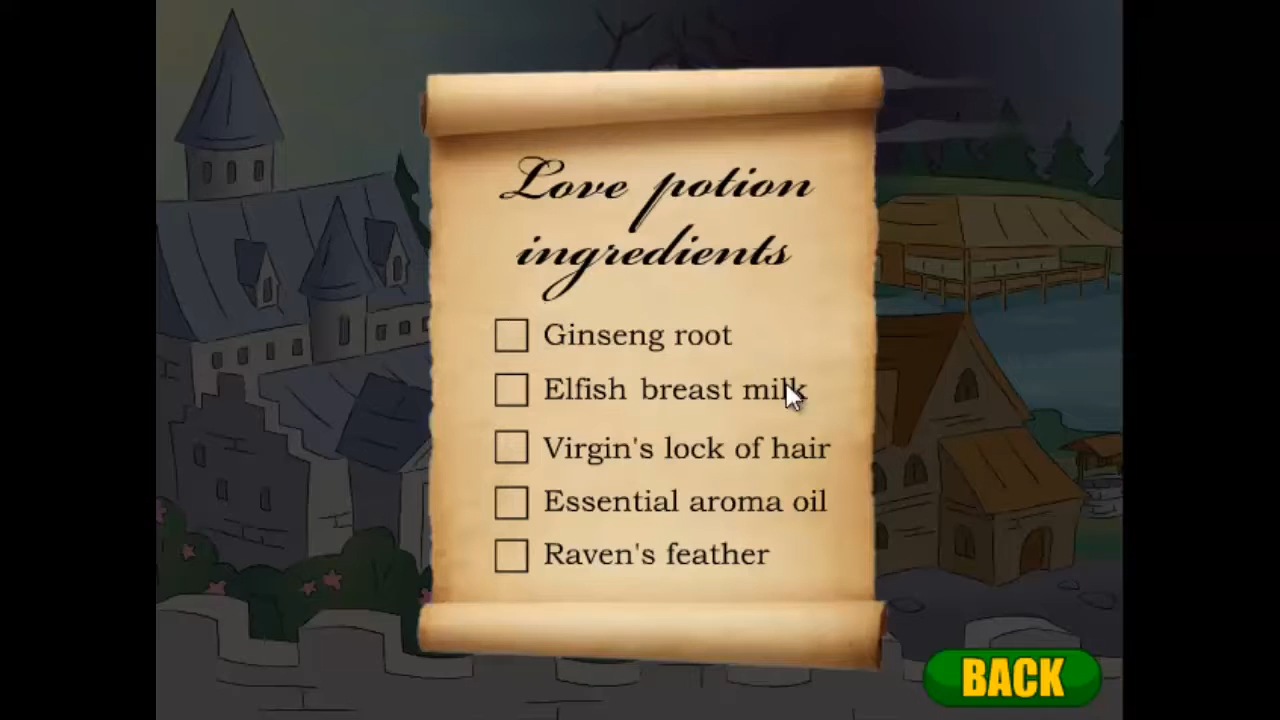 Love potion
ingredients
Ginseng root
Elfish breast milk
Virgin's lock of hair
Essential aroma oil
Raven's feather
BACK